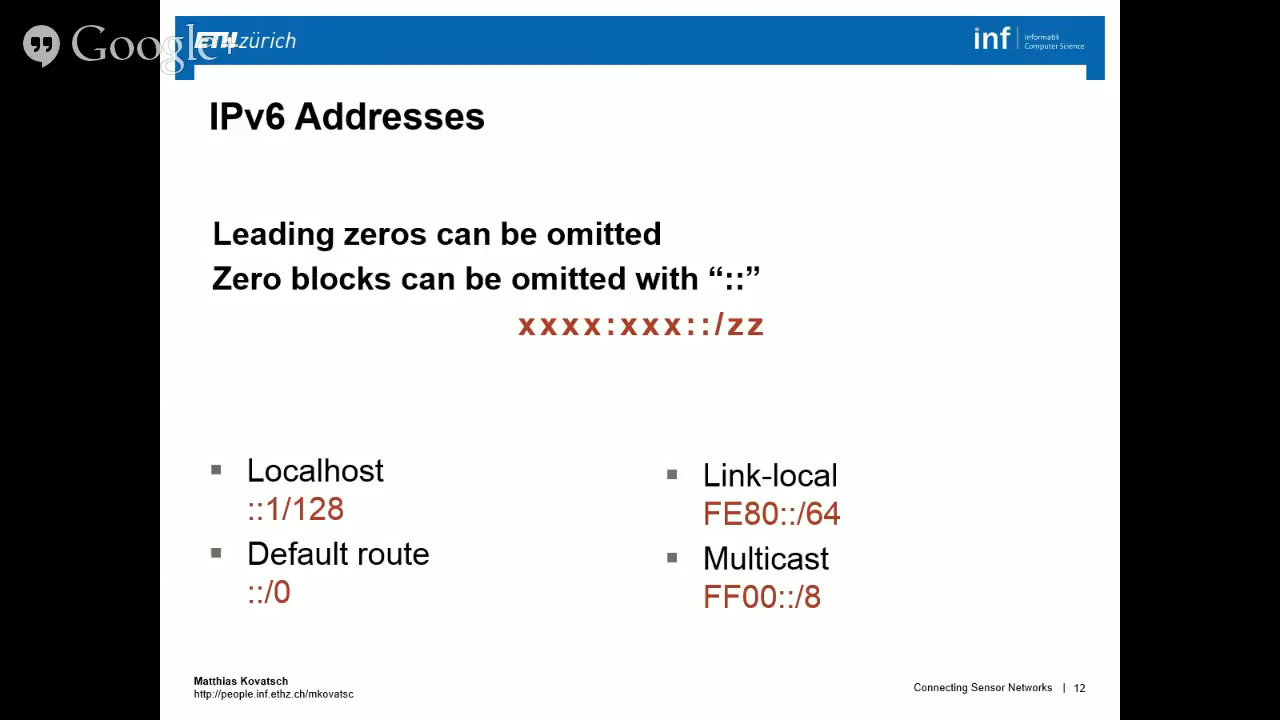 Google+
ETH zürich
inf
Informatik
Computer Science
IPv6 Addresses
Leading zeros can be omitted
Zero blocks can be omitted with “::”
xxxx:xxx::/zz
Localhost
::1/128
Default route
::/0
Link-local
FE80::/64
Multicast
FF00::/8
Matthias Kovatsch
http://people.inf.ethz.ch/mkovatsc
Connecting Sensor Networks | 12